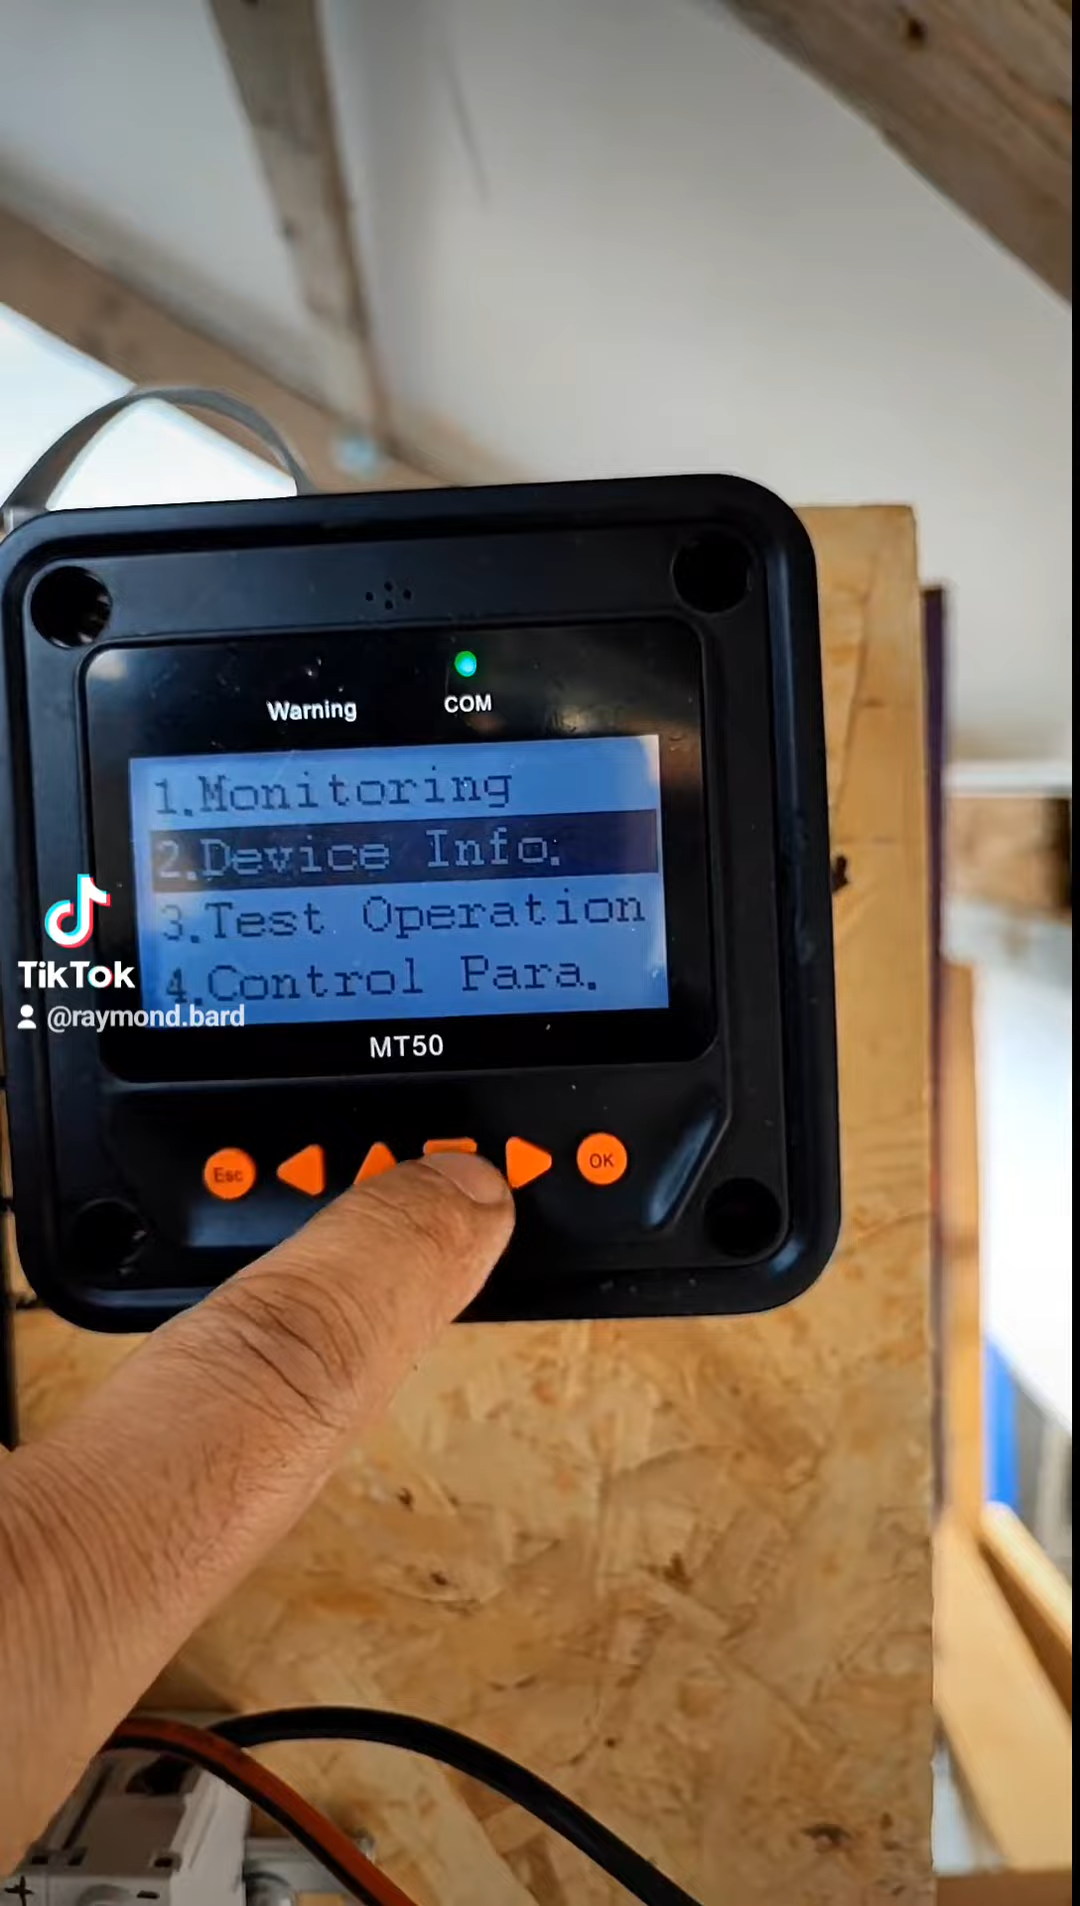 Warning COM
1.Monitoring
2.Device Info.
3.Test Operation
4.Control Para.
TikTok
@raymond.bard
MT50
Esc OK
+ -